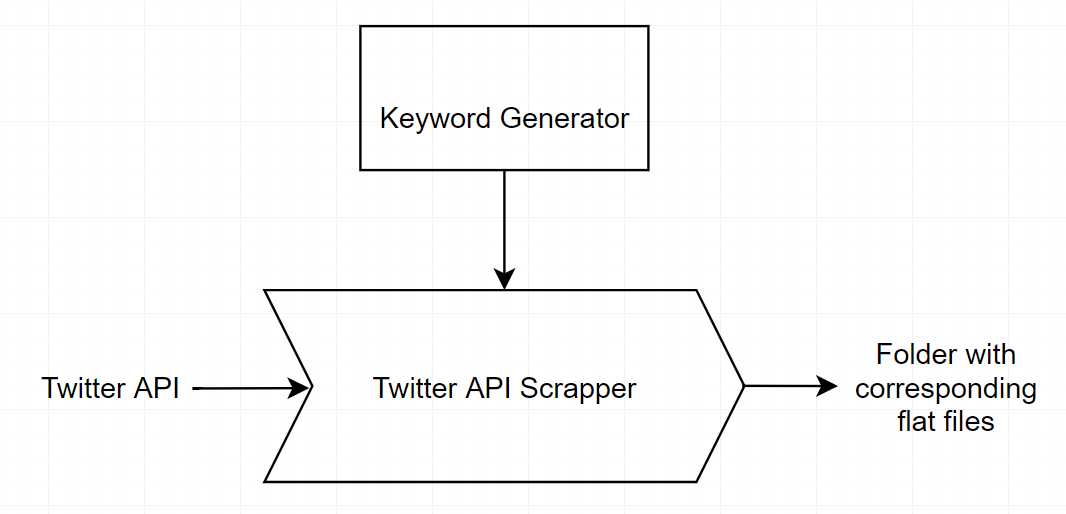 Keyword Generator
Twitter API
Twitter API Scrapper
Folder with
corresponding
flat files